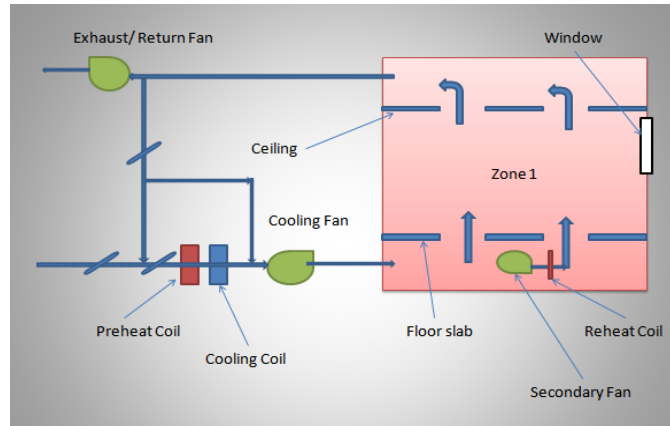 Exhaust/ Return Fan
Window
Ceiling
Zone 1
Cooling Fan
Preheat Coil
Cooling Coil
Floor slab
Reheat Coil
Secondary Fan